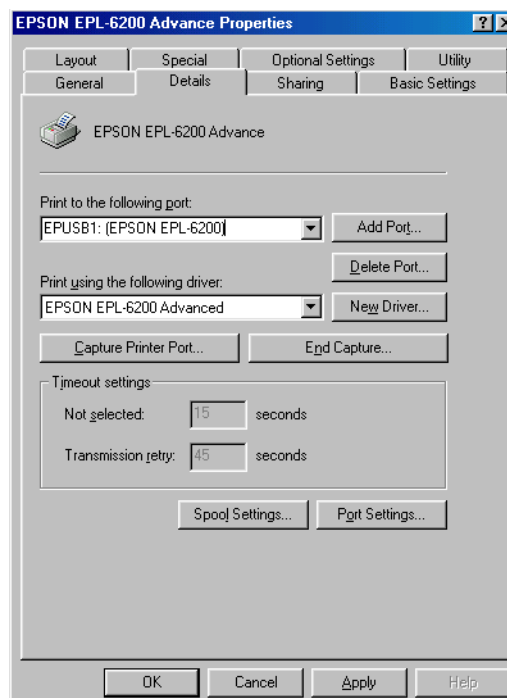 EPSON EPL-6200 Advance Properties
Layout Special Optional Settings Utility
General Details Sharing Basic Settings
EPSON EPL-6200 Advance
Print to the following port:
EPUSB1: (EPSON EPL-6200) Add Port...
Delete Port...
Print using the following driver:
EPSON EPL-6200 Advanced New Driver...
Capture Printer Port... End Capture...
Timeout settings
Not selected: 15 seconds
Transmission retry: 45 seconds
Spool Settings... Port Settings...
OK Cancel Apply Help